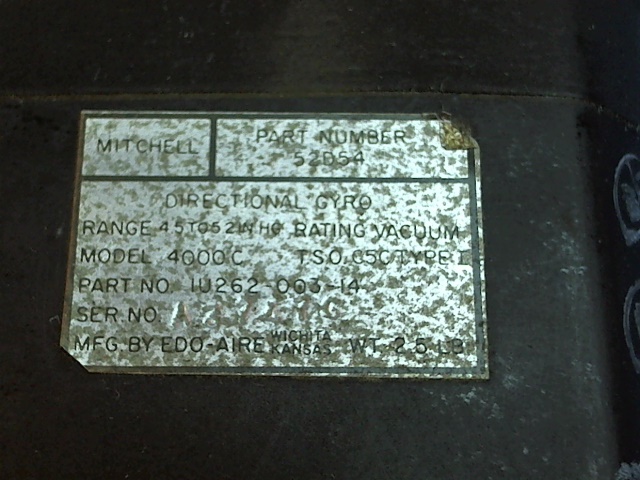 MITCHELL
PART NUMBER
52D54
DIRECTIONAL GYRO
RANGE 4.5 TO 5.2 IN HG RATING VACUUM
MODEL 4000C TSO C5C TYPE I
PART NO. 1U262-003-14
SER. NO.
MFG BY EDO-AIRE WICHITA KANSAS WT. 2.5 LB